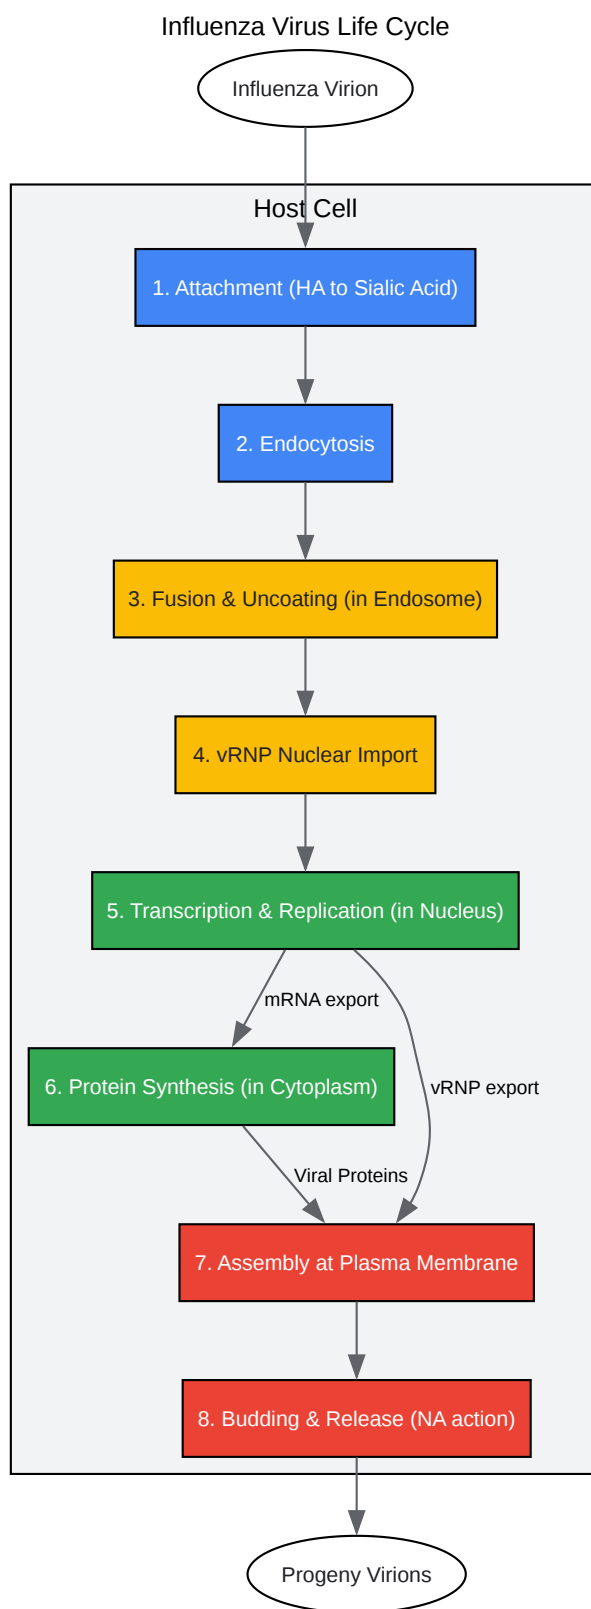 Influenza Virus Life Cycle
Influenza Virion
Host Cell
1. Attachment (HA to Sialic Acid)
2. Endocytosis
3. Fusion & Uncoating (in Endosome)
4. vRNP Nuclear Import
5. Transcription & Replication (in Nucleus)
mRNA export
6. Protein Synthesis (in Cytoplasm)
vRNP export
Viral Proteins
7. Assembly at Plasma Membrane
8. Budding & Release (NA action)
Progeny Virions